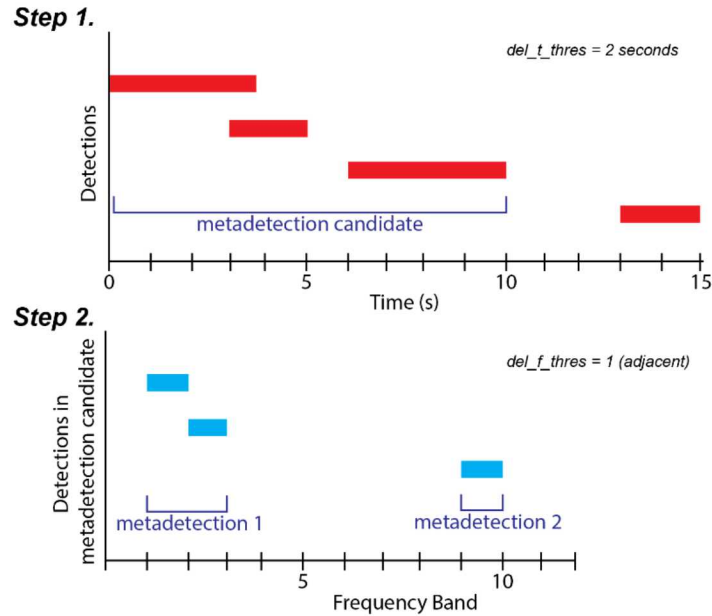 Step 1.
del_t_thres = 2 seconds
Detections
metadetection candidate
0 5 10 15
Time (s)
Step 2.
del_f_thres = 1 (adjacent)
Detections in
metadetection candidate
metadetection 1 metadetection 2
5 10
Frequency Band